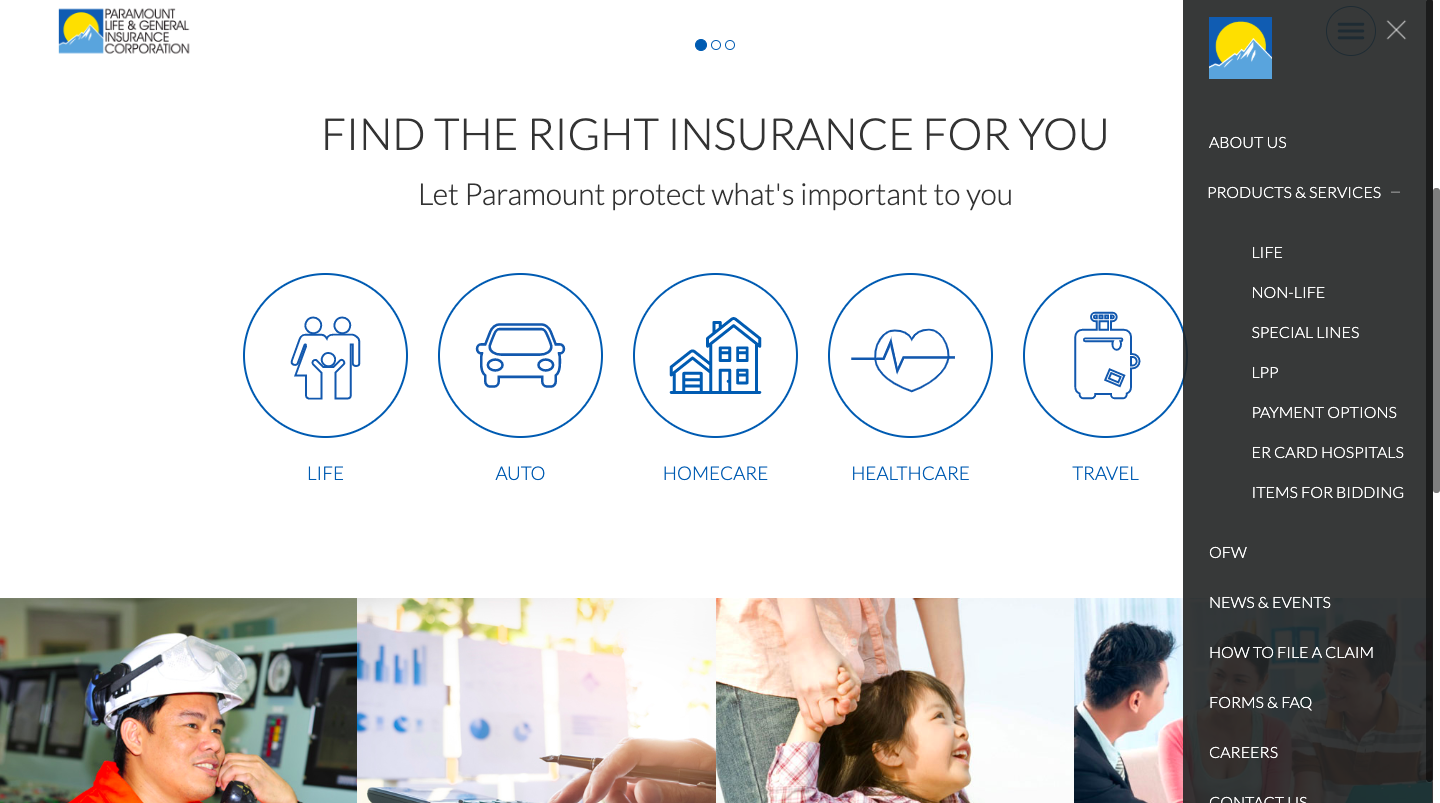 PARAMOUNT
LIFE & GENERAL
INSURANCE
CORPORATION
FIND THE RIGHT INSURANCE FOR YOU
Let Paramount protect what's important to you
LIFE
AUTO
HOMECARE
HEALTHCARE
TRAVEL
ABOUT US
PRODUCTS & SERVICES
LIFE
NON-LIFE
SPECIAL LINES
LPP
PAYMENT OPTIONS
ER CARD HOSPITALS
ITEMS FOR BIDDING
OFW
NEWS & EVENTS
HOW TO FILE A CLAIM
FORMS & FAQ
CAREERS
CONTACT US